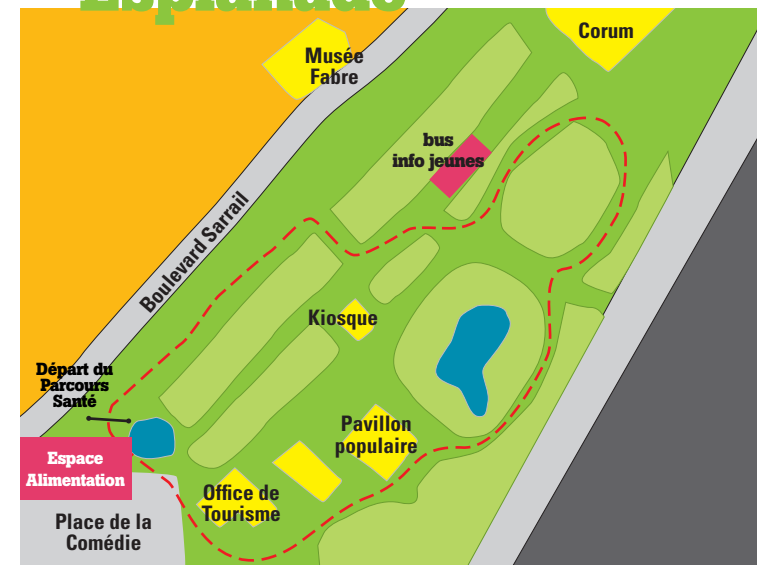 Esplanade
Corum
Musée
Fabre
bus
info jeunes
Boulevard Sarrail
Kiosque
Départ du
Parcours
Santé
Pavillon
populaire
Espace
Alimentation
Office de
Tourisme
Place de la
Comédie